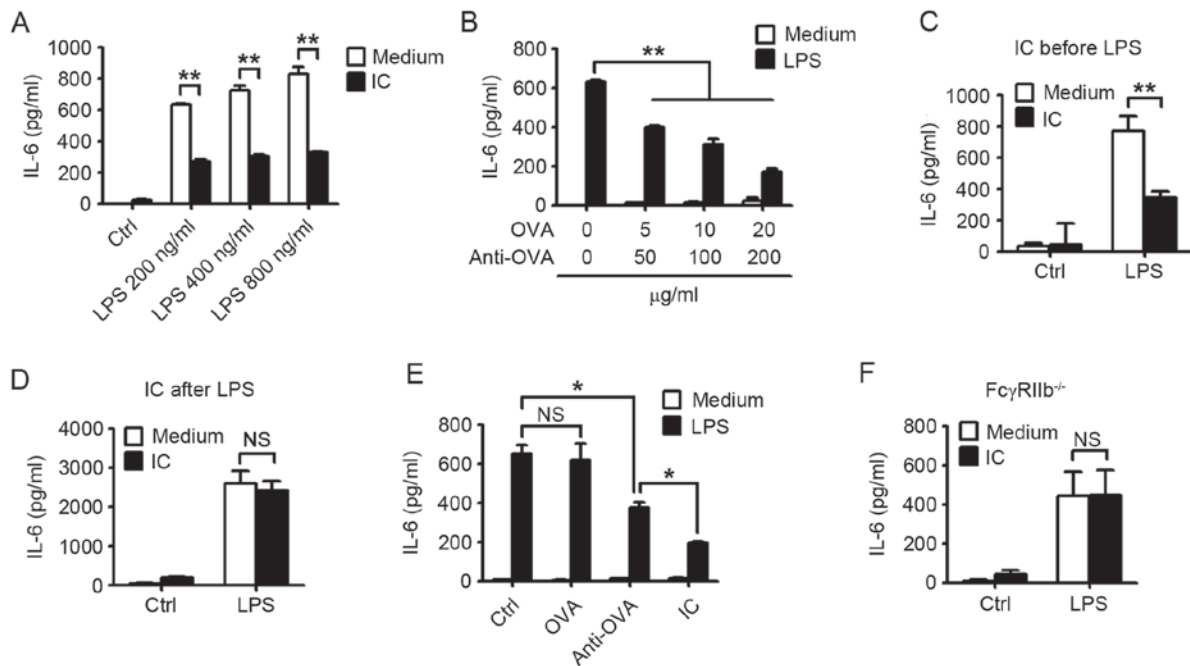 A
1000
800
600
400
200
0
IL-6 (pg/ml)
** ** **
Medium
IC
Ctrl
LPS 200 ng/ml
LPS 400 ng/ml
LPS 800 ng/ml
B
800
600
400
200
0
IL-6 (pg/ml)
**
Medium
LPS
OVA 0 5 10 20
Anti-OVA 0 50 100 200
μg/ml
C
IC before LPS
Medium
IC
**
1000
800
600
400
200
0
IL-6 (pg/ml)
Ctrl LPS
D
IC after LPS
4000
3000
2000
1000
0
IL-6 (pg/ml)
Medium
IC
NS
Ctrl LPS
E
800
600
400
200
0
IL-6 (pg/ml)
*
NS
*
Medium
LPS
Ctrl
OVA
Anti-OVA
IC
F
FcγRIIb-/-
800
600
400
200
0
IL-6 (pg/ml)
Medium
IC
NS
Ctrl LPS